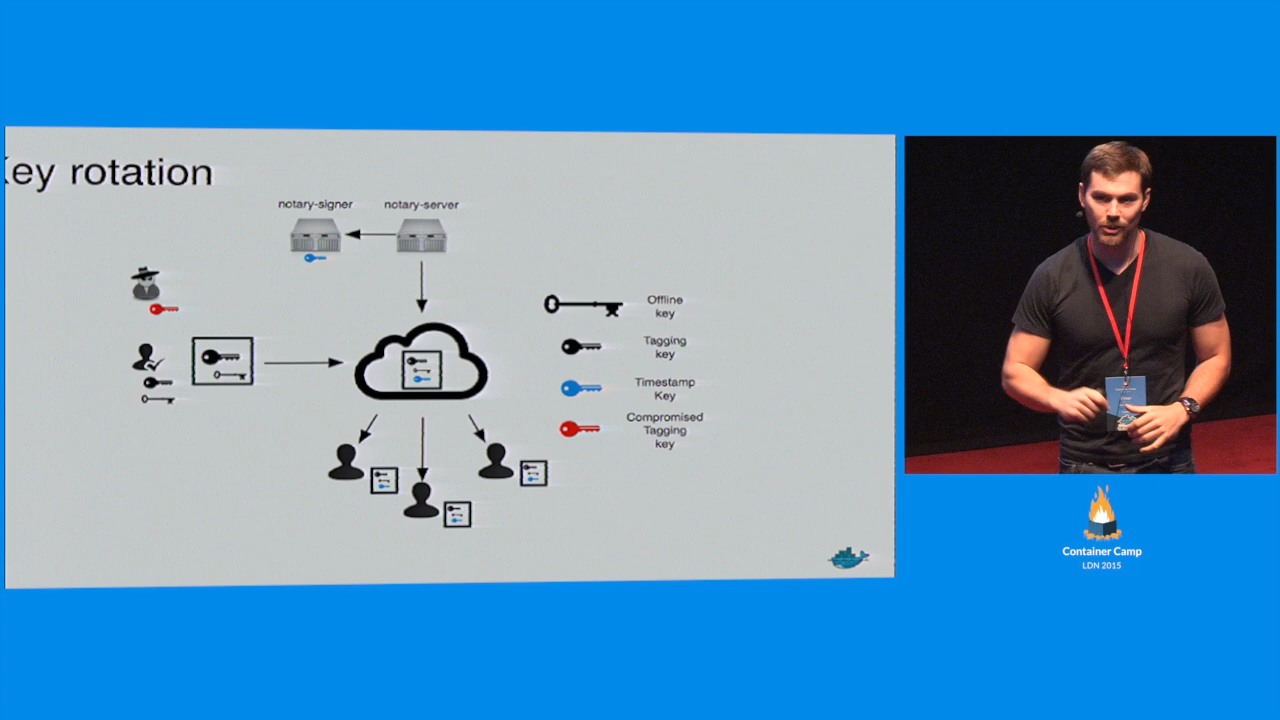 Key rotation
notary-signer
notary-server
Offline
key
Tagging
key
Timestamp
Key
Compromised
Tagging
key
Container Camp
LDN 2015